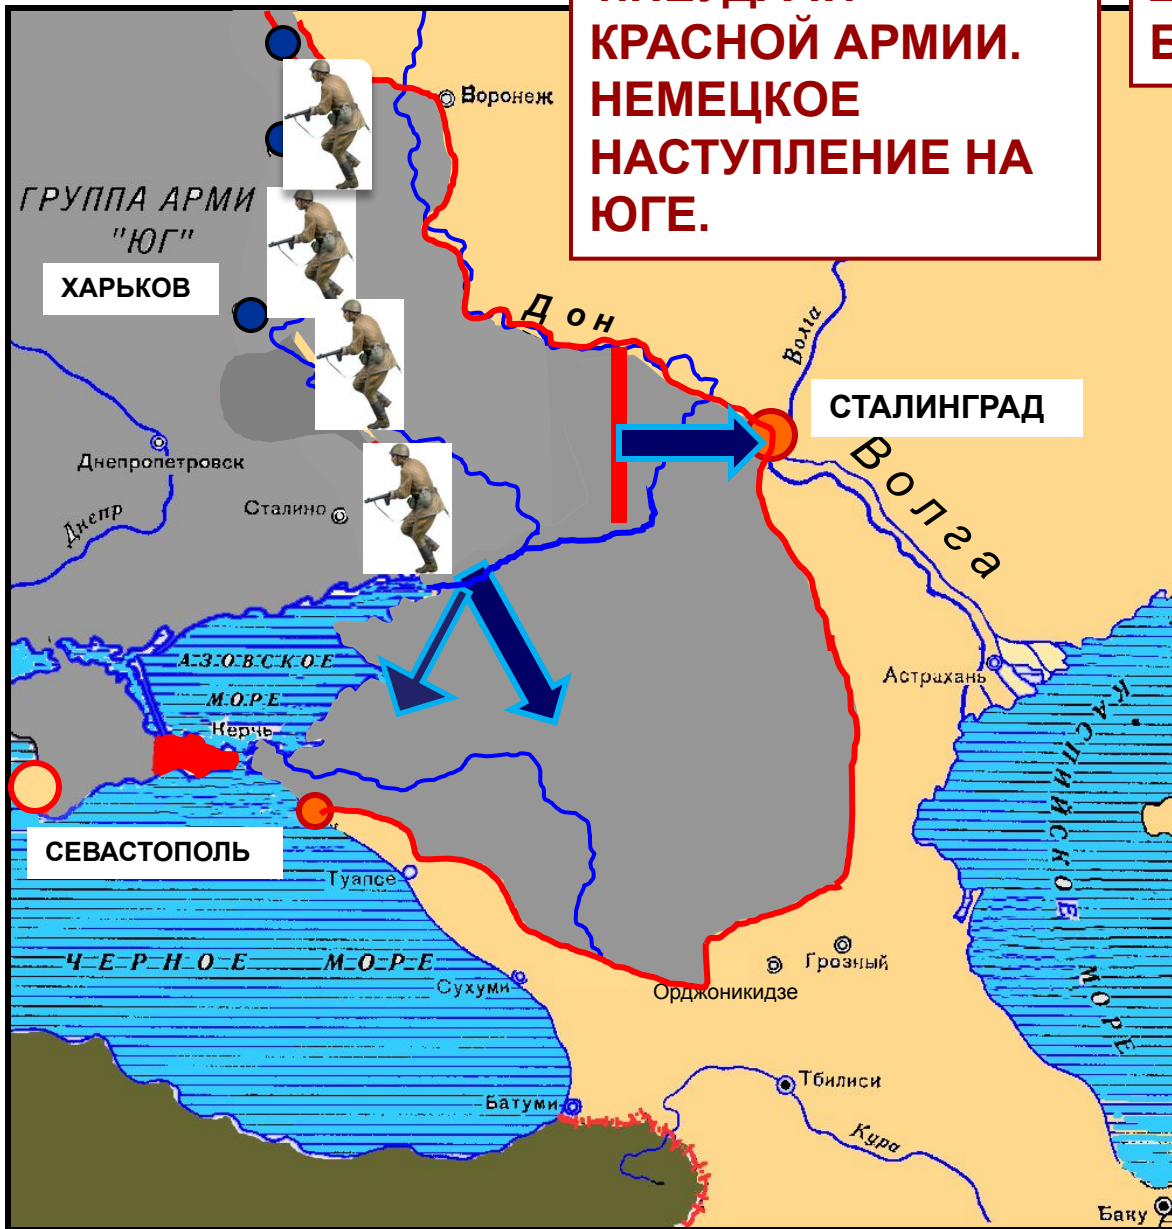 КРАСНОЙ АРМИИ.
НЕМЕЦКОЕ
НАСТУПЛЕНИЕ НА
ЮГЕ.
Воронеж
ГРУППА АРМИ
"ЮГ"
ХАРЬКОВ
Дон
Волга
СТАЛИНГРАД
Волга
Днепропетровск
Днепр
Сталино
АЗОВСКОЕ
МОРЕ
Керчь
Астрахань
КАСПИЙСКОЕ
МОРЕ
СЕВАСТОПОЛЬ
Туапсе
ЧЕРНОЕ МОРЕ
Сухуми
Грозный
Орджоникидзе
Батуми
Тбилиси
Кура
Баку